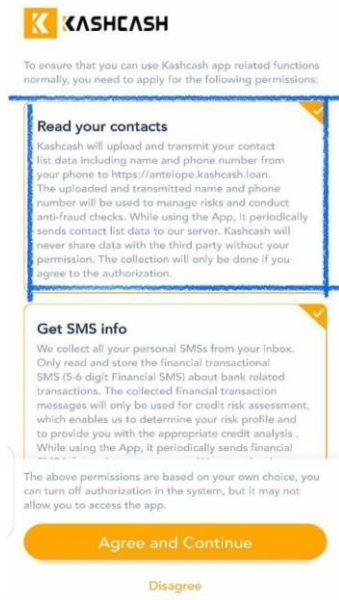 KASHCASH
To ensure that you can use Kashcash app related functions
normally, you need to apply for the following permissions:
Read your contacts
Kashcash will upload and transmit your contact
list data including name and phone number from
your phone to https://antelope.kashcash.loan.
The uploaded and transmitted name and phone
number will be used to manage risks and conduct
anti-fraud checks. While using the App, it periodically
sends contact list data to our server. Kashcash will
never share data with the third party without your
permission. The collection will only be done if you
agree to the authorization.
Get SMS info
We collect all your personal SMSs from your inbox.
Only read and store the financial transactional
SMS (5-6 digit Financial SMS) about bank related
transactions. The collected financial transaction
messages will only be used for credit risk assessment,
which enables us to determine your risk profile and
to provide you with the appropriate credit analysis .
While using the App, it periodically sends financial
The above permissions are based on your own choice, you
can turn off authorization in the system, but it may not
allow you to access the app.
Agree and Continue
Disagree